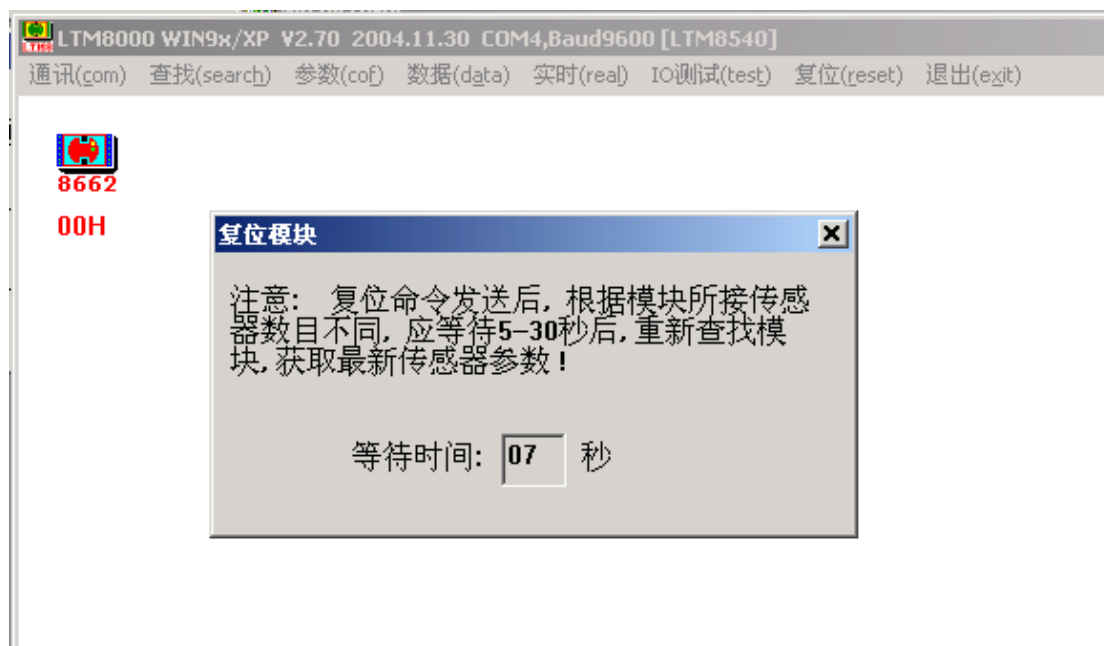 LTM8000 WIN9x/XP V2.70 2004.11.30 COM4,Baud9600 [LTM8540]
通讯(com) 查找(search) 参数(cof) 数据(data) 实时(real) IO测试(test) 复位(reset) 退出(exit)
8662
00H
复位模块
注意: 复位命令发送后, 根据模块所接传感
器数目不同, 应等待5-30秒后, 重新查找模
块, 获取最新传感器参数!
等待时间: 07 秒